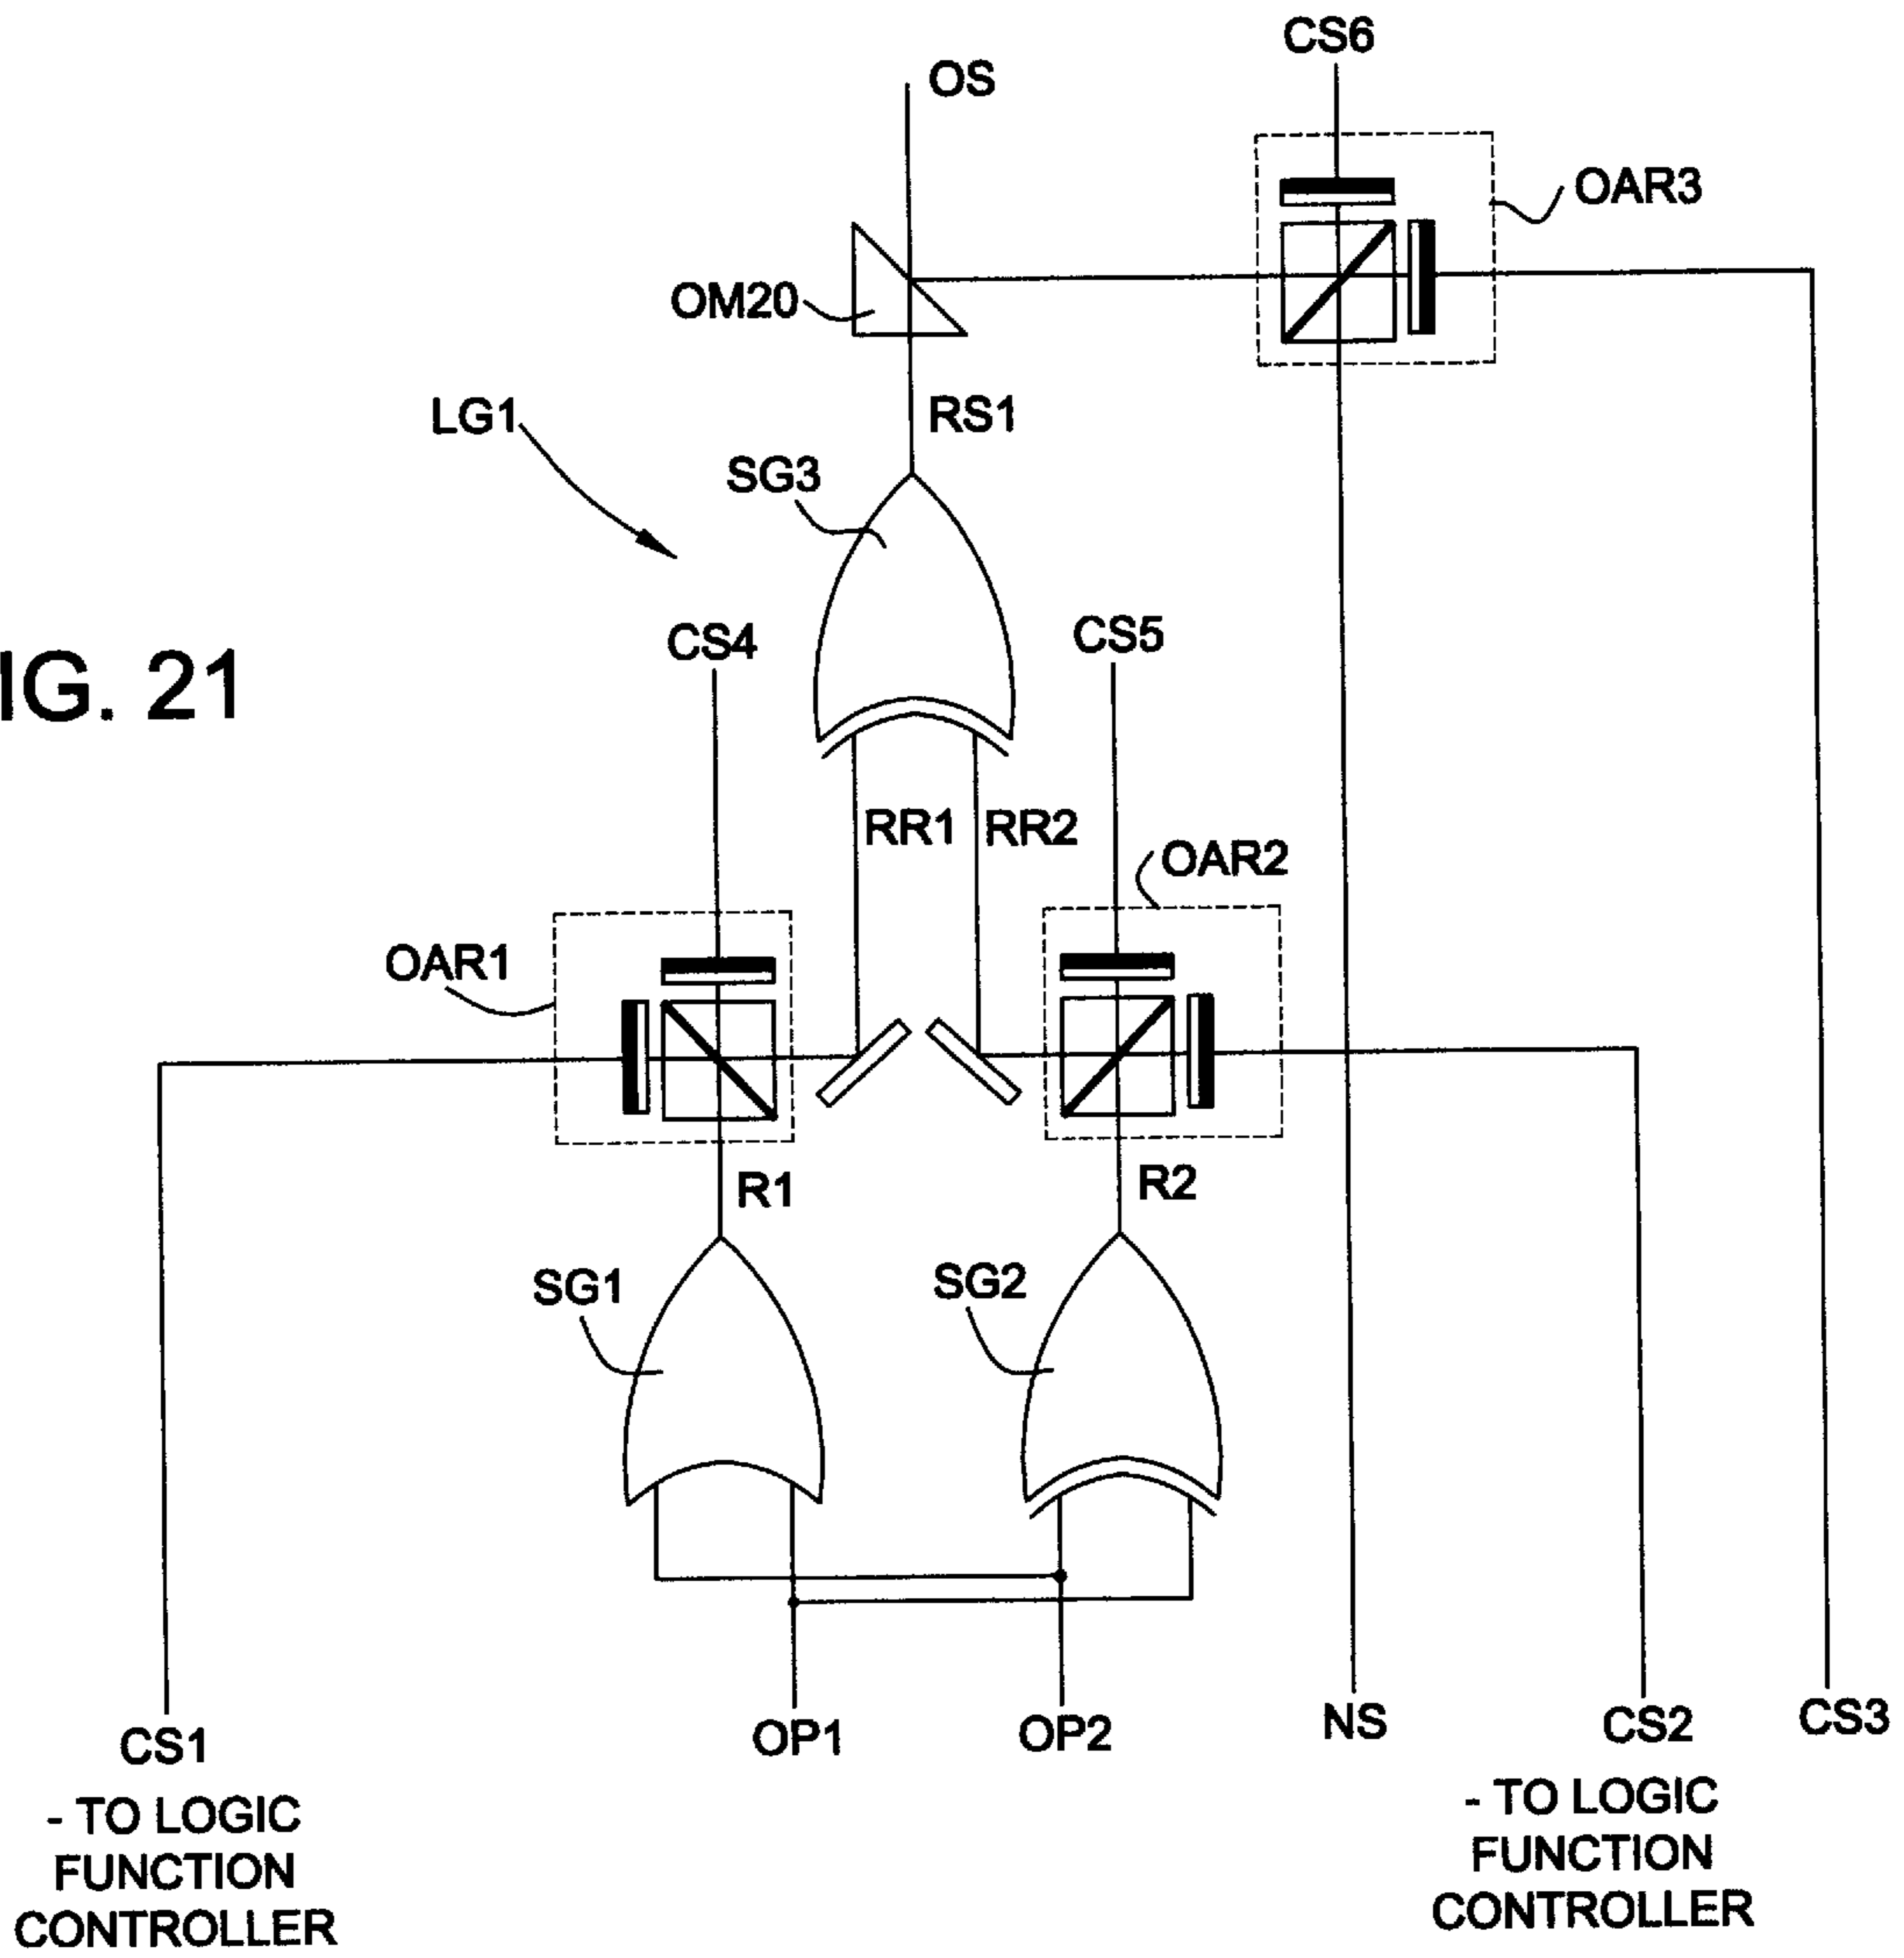 CS6
OS
OAR3
OM20
LG1
RS1
SG3
IG. 21
CS4
CS5
RR1
RR2
OAR2
OAR1
R1
R2
SG1
SG2
CS1
OP1
OP2
NS
CS2
CS3
- TO LOGIC
FUNCTION
CONTROLLER
- TO LOGIC
FUNCTION
CONTROLLER